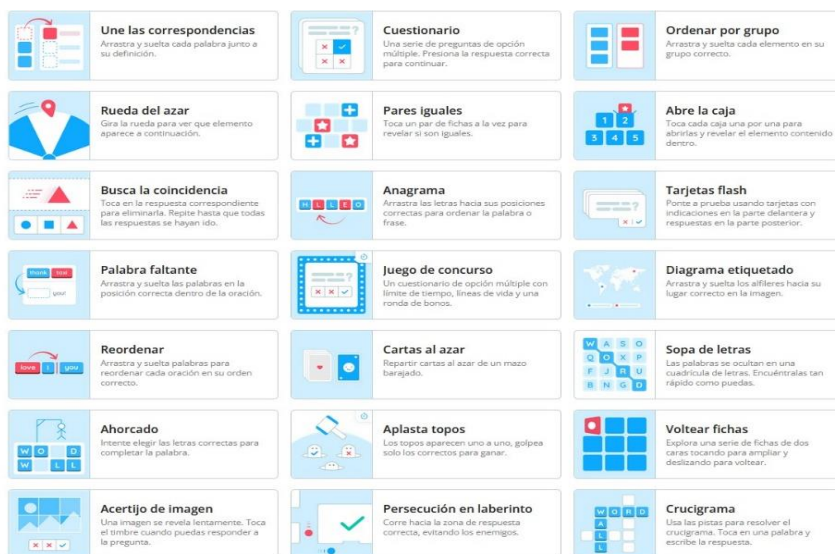 Une las correspondencias
Arrastra y suelta cada palabra junto a
su definición.
Cuestionario
Una serie de preguntas de opción
múltiple. Presiona la respuesta correcta
para continuar.
Ordenar por grupo
Arrastra y suelta cada elemento en su
grupo correcto.
Rueda del azar
Gira la rueda para ver que elemento
aparece a continuación.
Pares iguales
Toca un par de fichas a la vez para
revelar si son iguales.
1 2
3 4 5
Abre la caja
Toca cada caja una por una para
abrirlas y revelar el elemento contenido
dentro.
Busca la coincidencia
Toca en la respuesta correspondiente
para eliminarla. Repite hasta que todas
las respuestas se hayan ido.
H L L E O
Anagrama
Arrastra las letras hacia sus posiciones
correctas para ordenar la palabra o
frase.
Tarjetas flash
Ponte a prueba usando tarjetas con
indicaciones en la parte delantera y
respuestas en la parte posterior.
thank
your
Palabra faltante
Arrastra y suelta las palabras en la
posición correcta dentro de la oración.
Juego de concurso
Un cuestionario de opción múltiple con
límite de tiempo, líneas de vida y una
ronda de bonos.
Diagrama etiquetado
Arrastra y suelta los alfileres hacia su
lugar correcto en la imagen.
love I you
Reordenar
Arrastra y suelta palabras para
reordenar cada oración en su orden
correcto.
Cartas al azar
Repartir cartas al azar de un mazo
barajado.
W A S O
Q O X P
F J R U
B N G D
Sopa de letras
Las palabras se ocultan en una
cuadrícula de letras. Encuéntralas tan
rápido como puedas.
W O D
W L L
Ahorcado
Intente elegir las letras correctas para
completar la palabra.
Aplasta topos
Los topos aparecen uno a uno, golpea
solo los correctos para ganar.
Voltear fichas
Explora una serie de fichas de dos
caras tocando para ampliar y
deslizando para voltear.
Acertijo de imagen
Una imagen se revela lentamente. Toca
el timbre cuando puedas responder a
la pregunta.
Persecución en laberinto
Corre hacia la zona de respuesta
correcta, evitando los enemigos.
W O R D
A
L
L
Crucigrama
Usa las pistas para resolver el
crucigrama. Toca en una palabra y
escribe la respuesta.